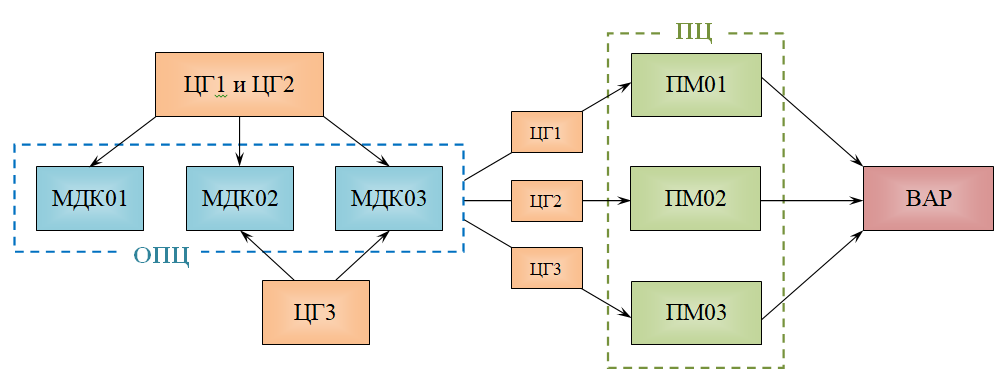 ПЦ
ЦГ1 и ЦГ2
ПМ01
ЦГ1
МДК01
МДК02
МДК03
ЦГ2
ПМ02
ВАР
ОПЦ
ЦГ3
ЦГ3
ПМ03